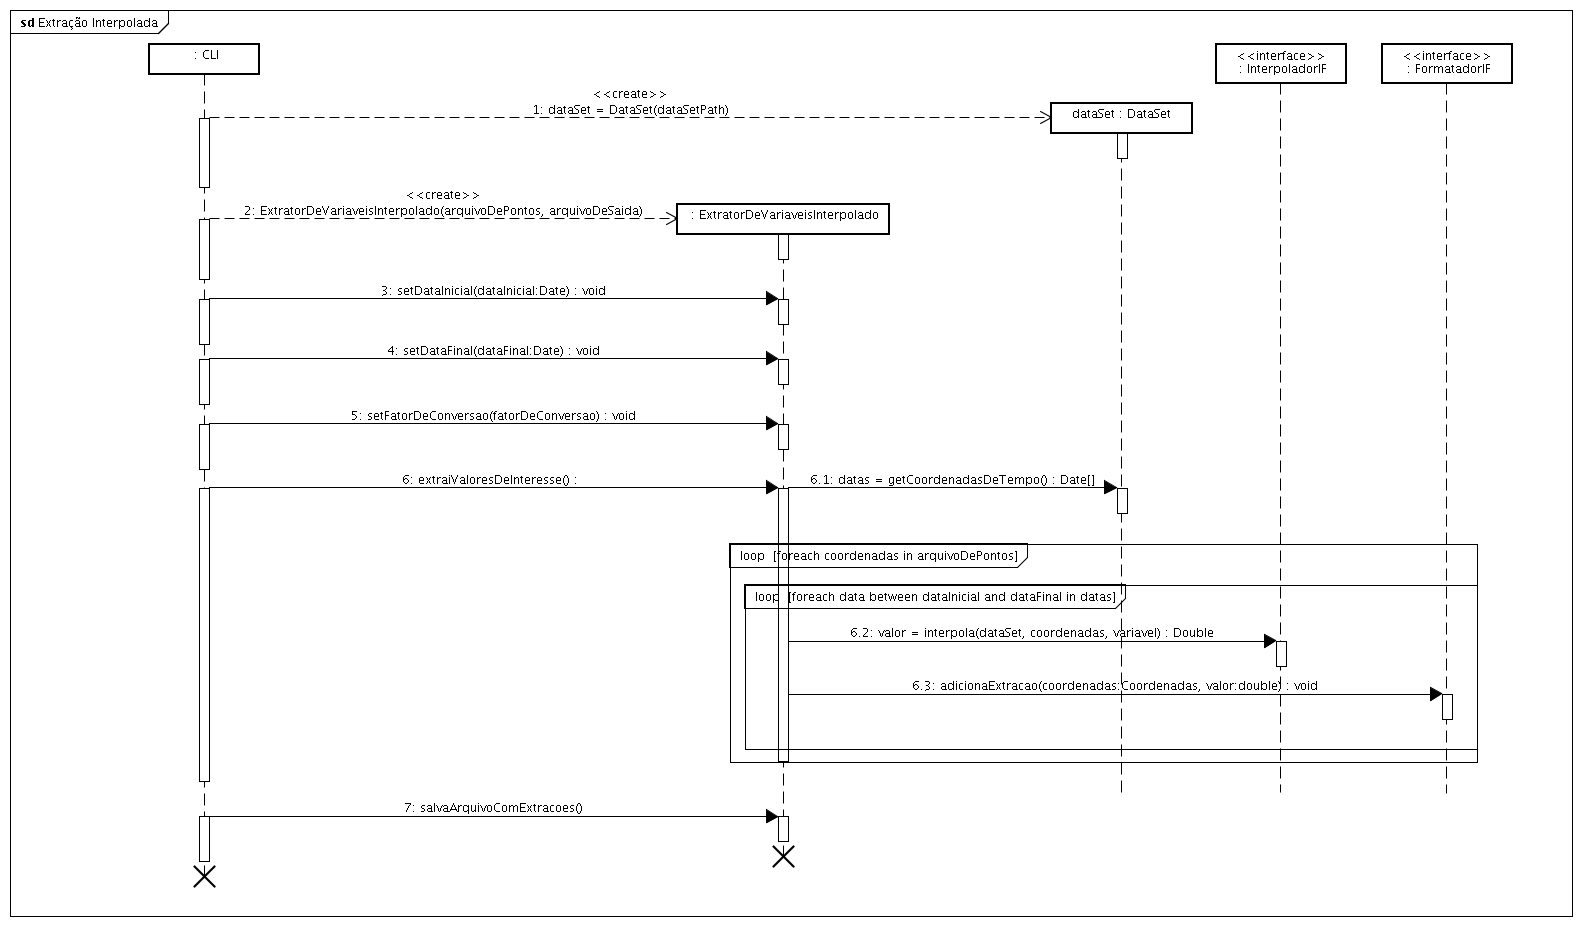 sd Extração Interpolada
: CLI
<<interface>>
: InterpoladorIF
<<interface>>
: FormatadorIF
<<create>>
1: dataSet = DataSet(dataSetPath)
dataSet : DataSet
<<create>>
2: ExtratorDeVariaveisInterpolado(arquivoDePontos, arquivoDeSaida)
: ExtratorDeVariaveisInterpolado
3: setDataInicial(dataInicial:Date) : void
4: setDataFinal(dataFinal:Date) : void
5: setFatorDeConversao(fatorDeConversao) : void
6: extraiValoresDeInteresse() :
6.1: datas = getCoordenadasDeTempo() : Date[]
loop [foreach coordenadas in arquivoDePontos]
loop [foreach data between dataInicial and dataFinal in datas]
6.2: valor = interpola(dataSet, coordenadas, variavel) : Double
6.3: adicionaExtracao(coordenadas:Coordenadas, valor:double) : void
7: salvaArquivoComExtracoes()